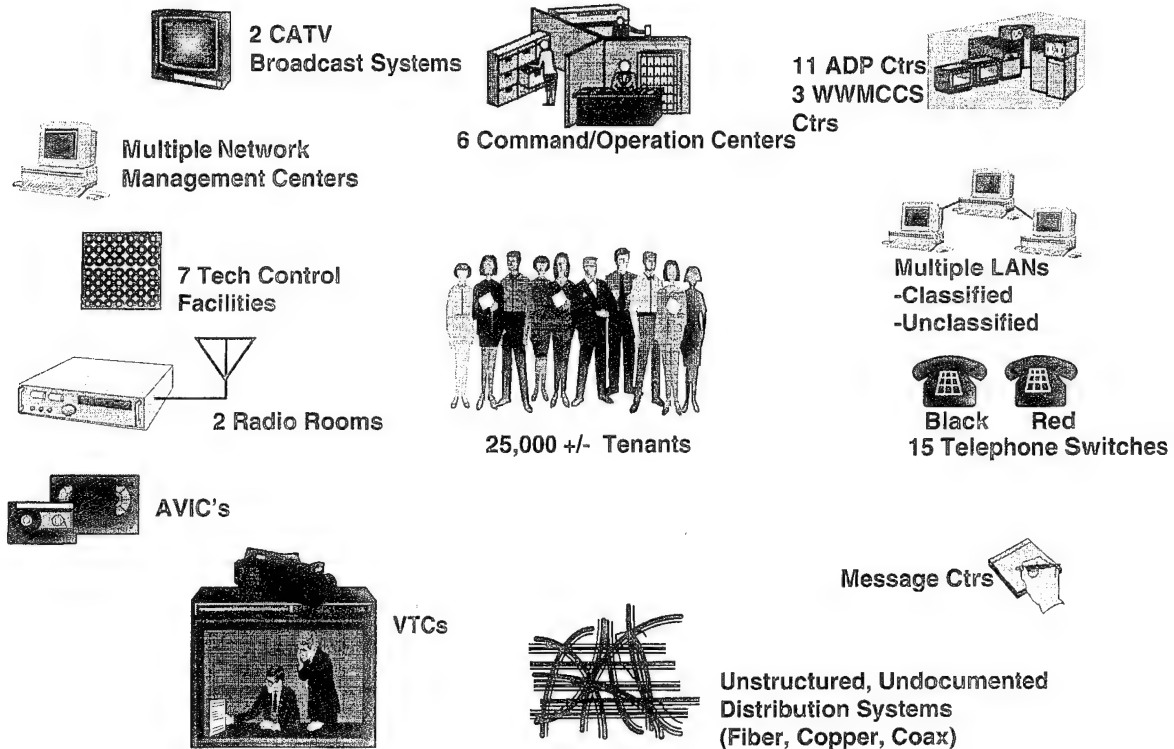 2 CATV
Broadcast Systems
6 Command/Operation Centers
11 ADP Ctrs
3 WWMCCS
Ctrs
Multiple Network
Management Centers
Multiple LANs
-Classified
-Unclassified
7 Tech Control
Facilities
2 Radio Rooms
25,000 +/- Tenants
Black Red
15 Telephone Switches
AVIC's
VTCs
Message Ctrs
Unstructured, Undocumented
Distribution Systems
(Fiber, Copper, Coax)